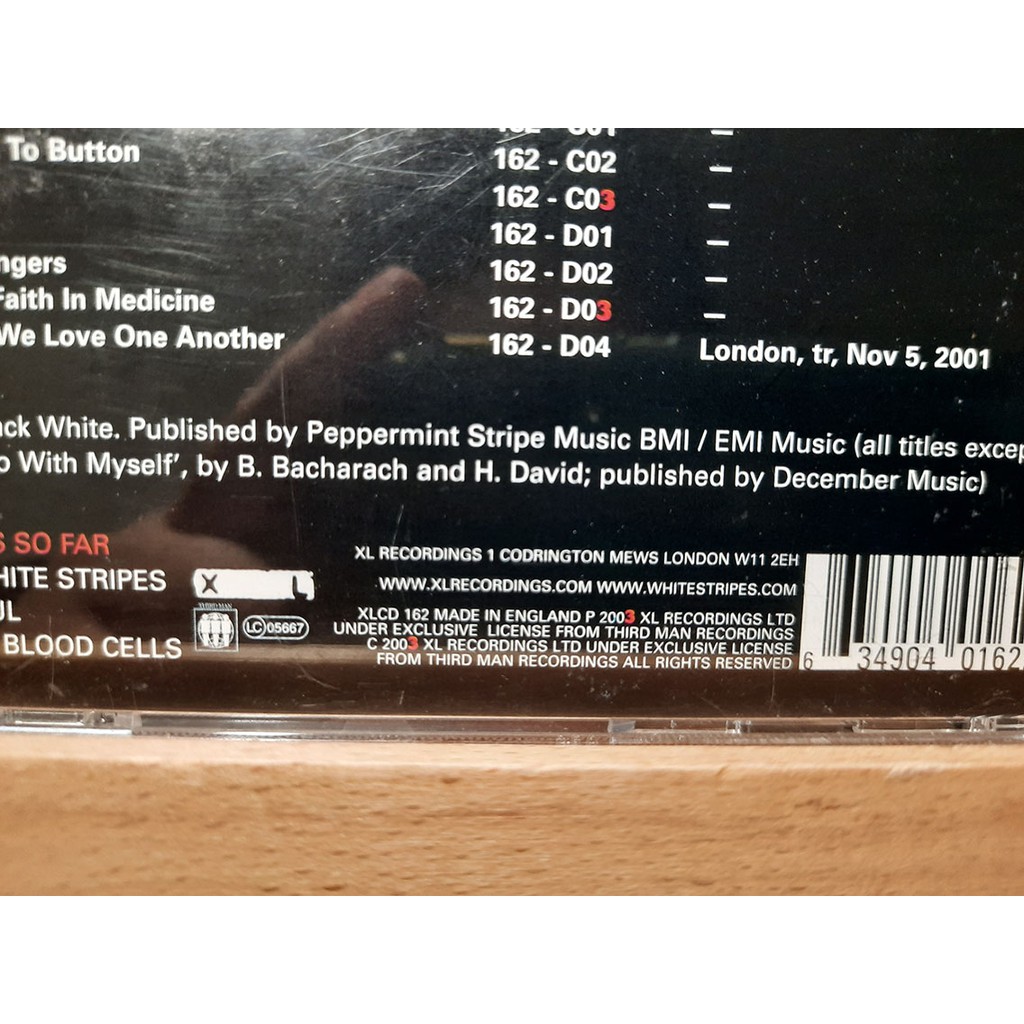 162 - C01 –
To Button 162 - C02 –
162 - C03 –
162 - D01 –
ngers 162 - D02 –
Faith In Medicine 162 - D03 –
We Love One Another 162 - D04 London, tr, Nov 5, 2001
ack White. Published by Peppermint Stripe Music BMI / EMI Music (all titles excep
o With Myself', by B. Bacharach and H. David; published by December Music)
S SO FAR
HITE STRIPES
UL
BLOOD CELLS
X L
THIRD MAN
LC 05667
XL RECORDINGS 1 CODRINGTON MEWS LONDON W11 2EH
WWW.XLRECORDINGS.COM WWW.WHITESTRIPES.COM
XLCD 162 MADE IN ENGLAND P 2003 XL RECORDINGS LTD
UNDER EXCLUSIVE LICENSE FROM THIRD MAN RECORDINGS
C 2003 XL RECORDINGS LTD UNDER EXCLUSIVE LICENSE
FROM THIRD MAN RECORDINGS ALL RIGHTS RESERVED
6 34904 0162